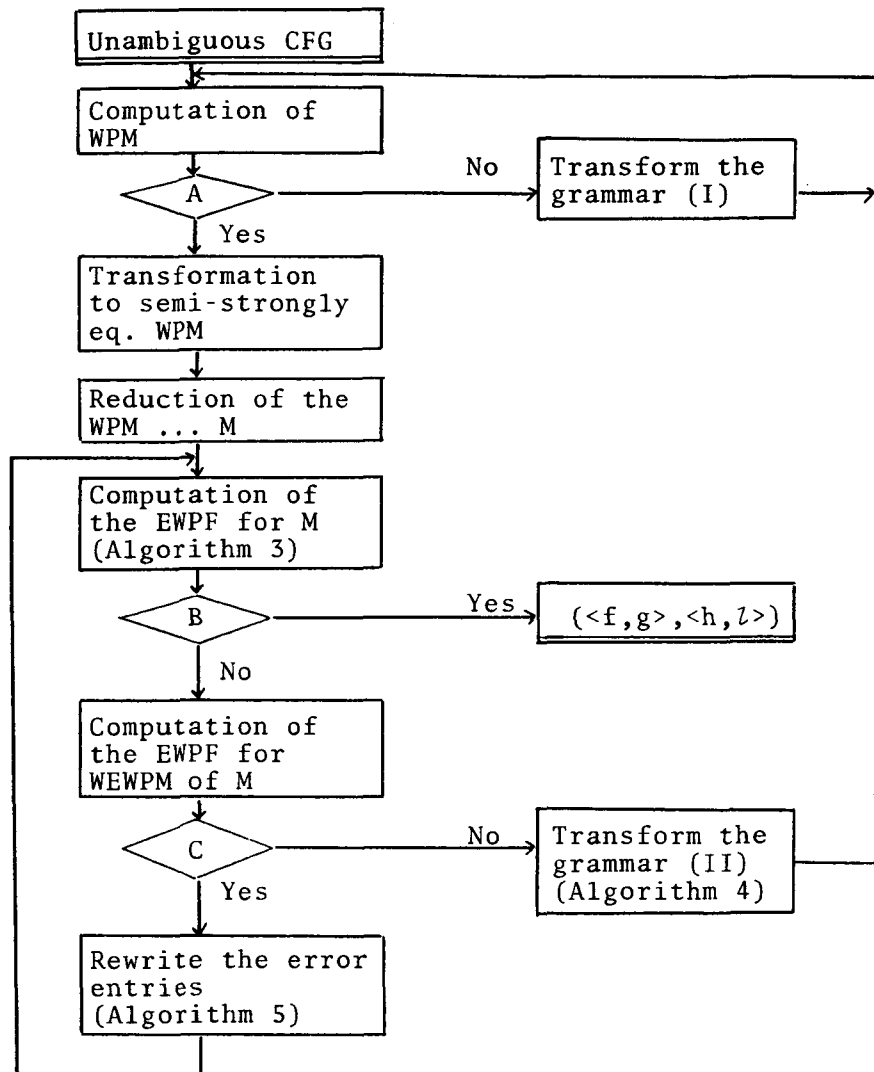 Unambiguous CFG
Computation of
WPM
A
No
Transform the
grammar (I)
Yes
Transformation
to semi-strongly
eq. WPM
Reduction of the
WPM ... M
Computation of
the EWPF for M
(Algorithm 3)
B
Yes
(<f,g>,<h,l>)
No
Computation of
the EWPF for
WEWPM of M
C
No
Transform the
grammar (II)
(Algorithm 4)
Yes
Rewrite the error
entries
(Algorithm 5)